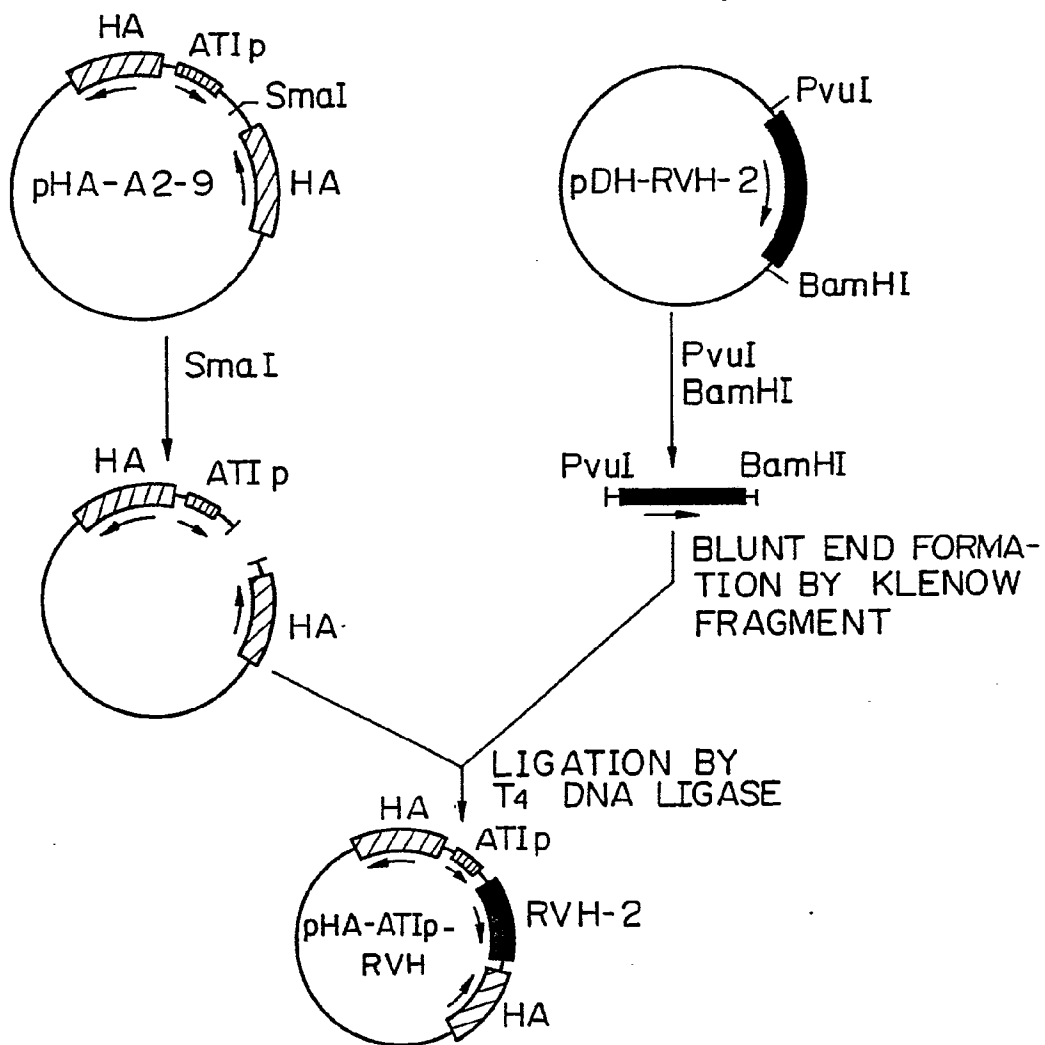 HA
ATIp
SmaI
pHA-A2-9
HA
PvuI
pDH-RVH-2
BamHI
SmaI
PvuI
BamHI
HA
ATIp
HA
PvuI
BamHI
BLUNT END FORMA-
TION BY KLENOW
FRAGMENT
LIGATION BY
T4 DNA LIGASE
HA
ATIp
pHA-ATIp-
RVH
RVH-2
HA